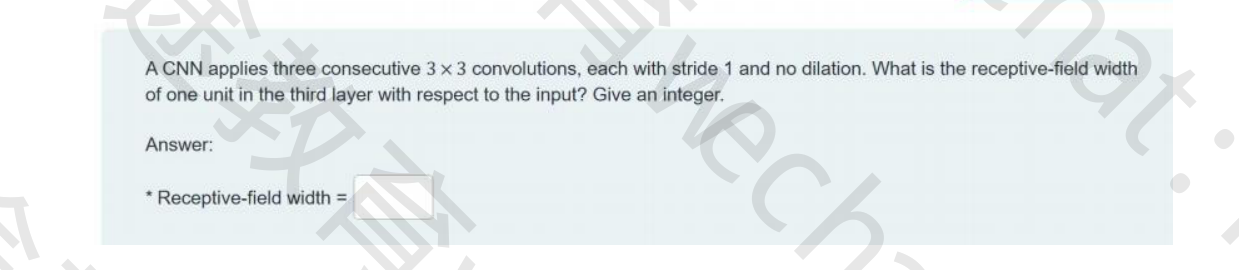 A CNN applies three consecutive 3 × 3 convolutions, each with stride 1 and no dilation. What is the receptive-field width
of one unit in the third layer with respect to the input? Give an integer.
Answer:
* Receptive-field width =